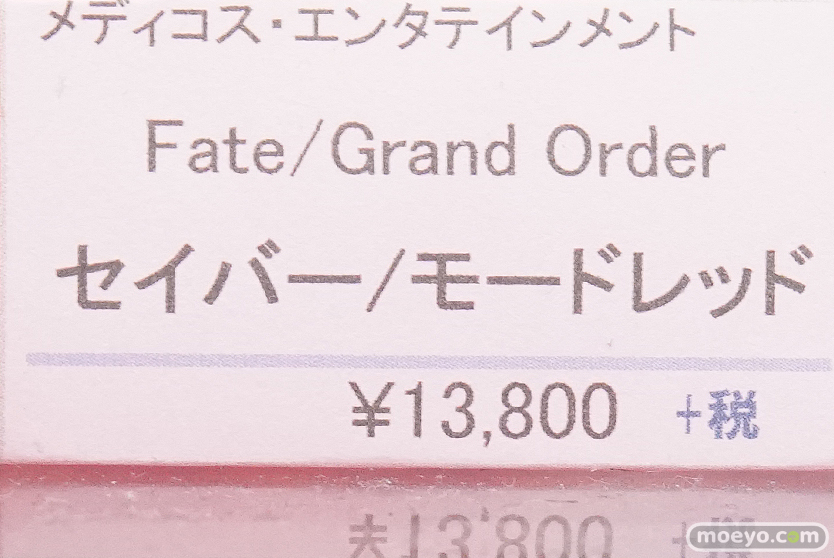 メディコス・エンタテインメント
Fate/Grand Order
セイバー/モードレッド
¥13,800 +税
moeyo.com